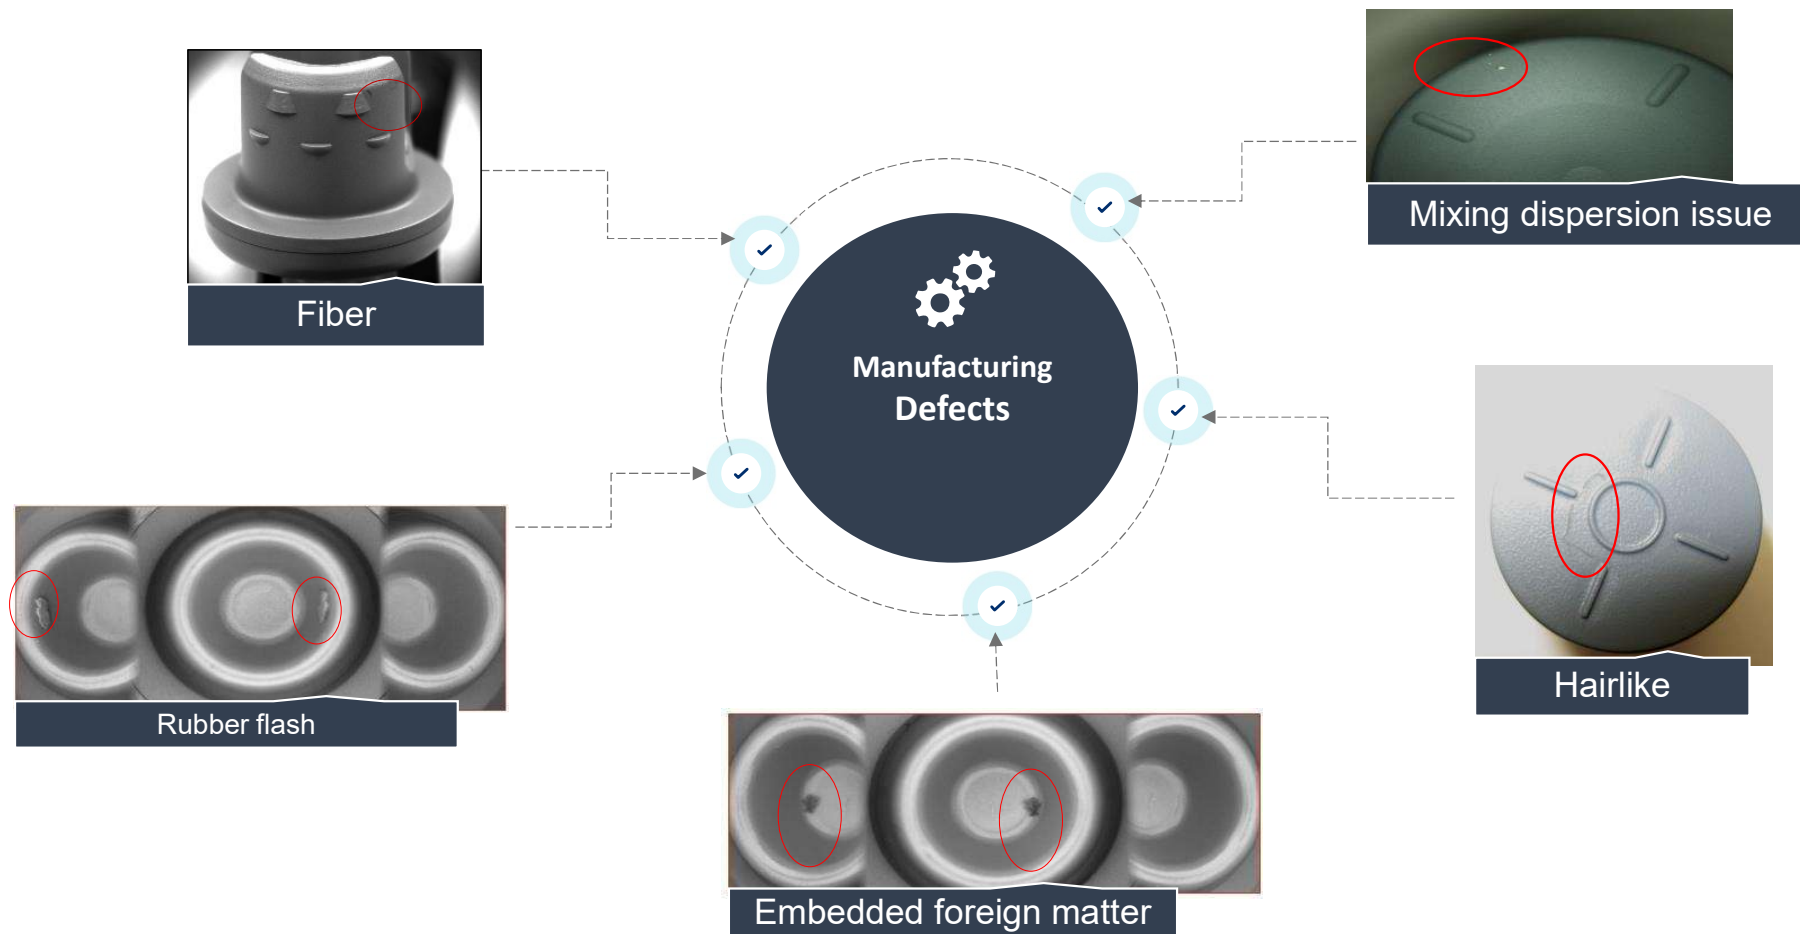 Fiber
Mixing dispersion issue
Manufacturing
Defects
Hairlike
Rubber flash
Embedded foreign matter